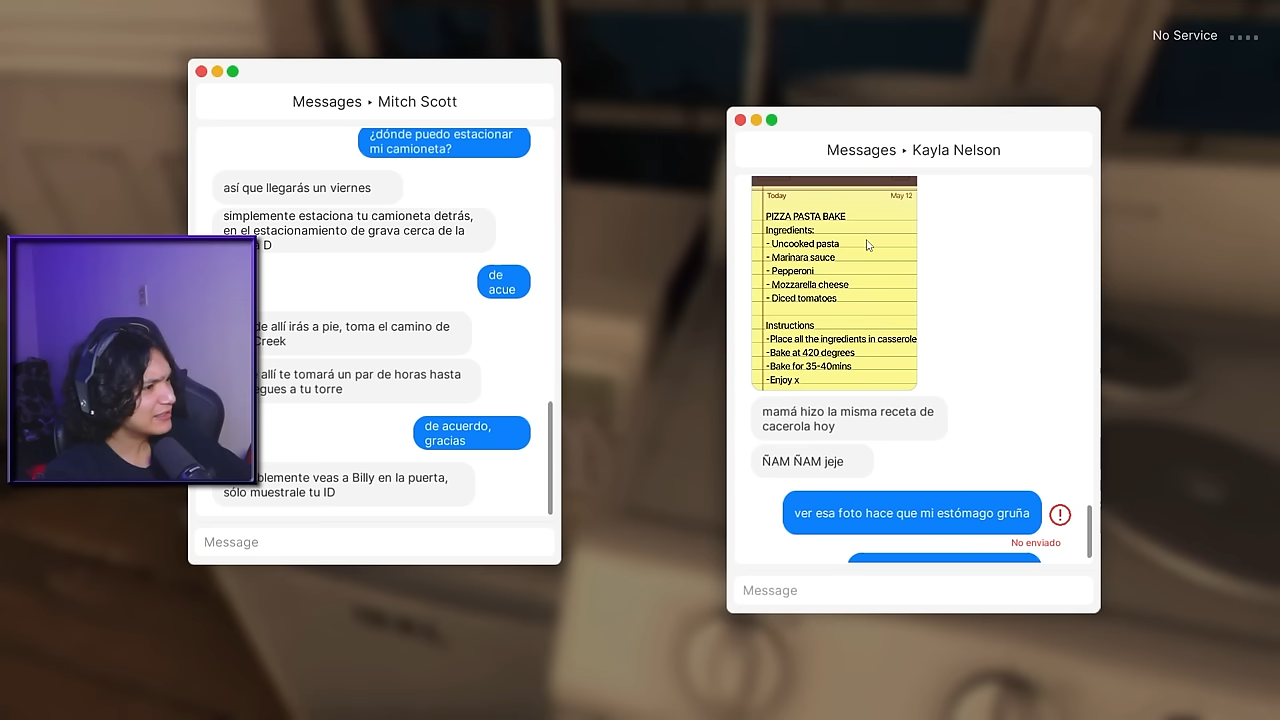 No Service
Messages ▸ Mitch Scott
¿dónde puedo estacionar
mi camioneta?
así que llegarás un viernes
simplemente estaciona tu camioneta detrás,
en el estacionamiento de grava cerca de la
D
de
acue
de allí irás a pie, toma el camino de
Creek
allí te tomará un par de horas hasta
a tu torre
de acuerdo,
gracias
veas a Billy en la puerta,
sólo muestrale tu ID
Message
Messages ▸ Kayla Nelson
Today May 12
PIZZA PASTA BAKE
Ingredients:
- Uncooked pasta
- Marinara sauce
- Pepperoni
- Mozzarella cheese
- Diced tomatoes
Instructions
-Place all the ingredients in casserole
-Bake at 420 degrees
-Bake for 35-40mins
-Enjoy x
mamá hizo la misma receta de
cacerola hoy
ÑAM ÑAM jeje
ver esa foto hace que mi estómago gruña
No enviado
Message